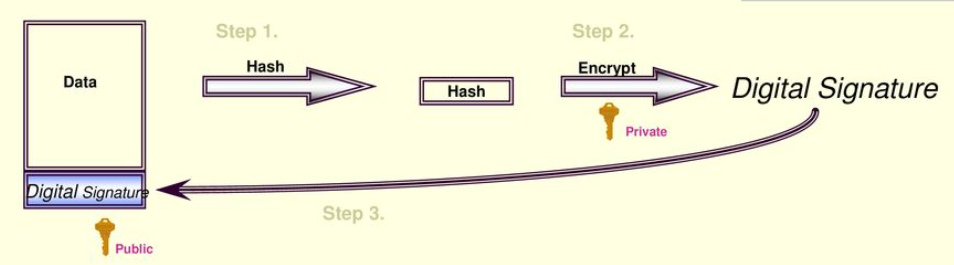 Step 1.
Step 2.
Data
Hash
Hash
Encrypt
Digital Signature
Private
Digital Signature
Step 3.
Public